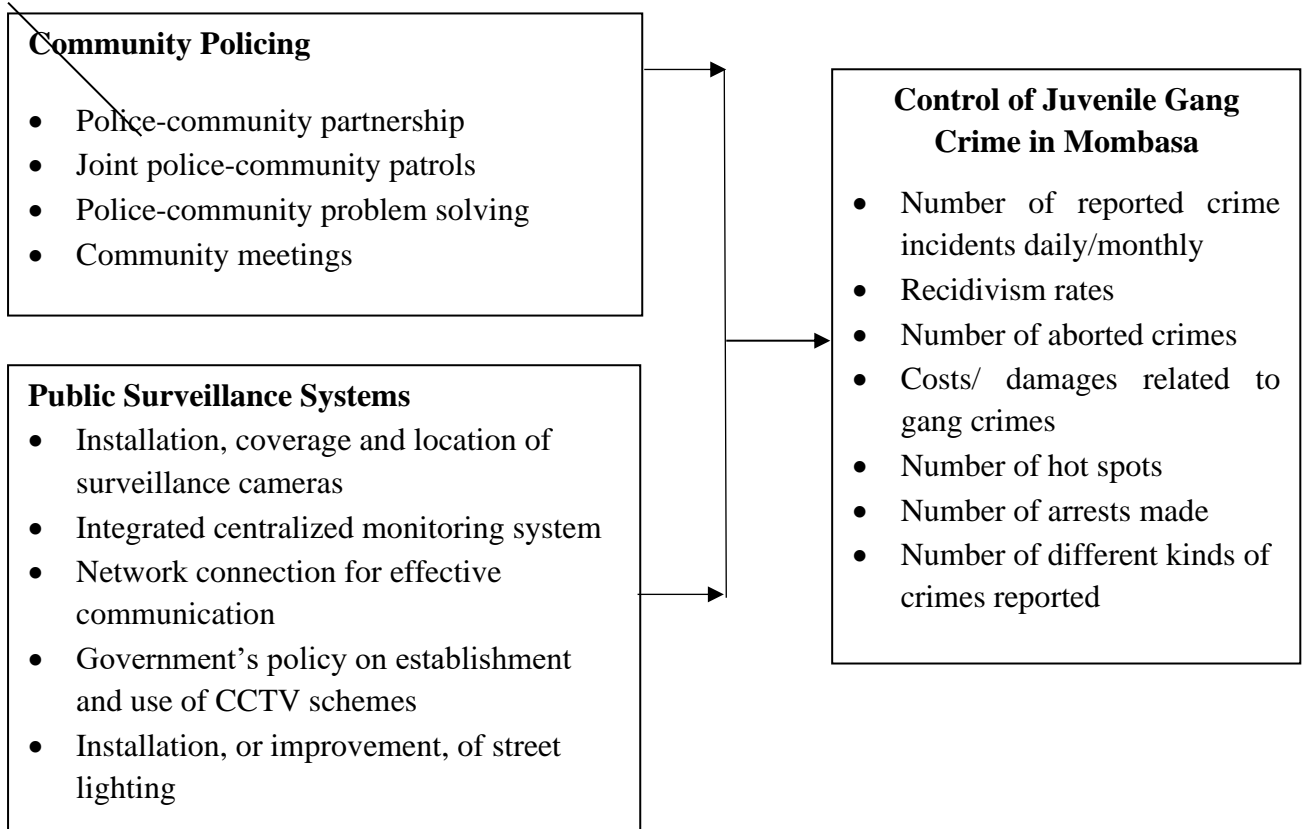 Community Policing
• Police-community partnership
• Joint police-community patrols
• Police-community problem solving
• Community meetings
Public Surveillance Systems
• Installation, coverage and location of
surveillance cameras
• Integrated centralized monitoring system
• Network connection for effective
communication
• Government’s policy on establishment
and use of CCTV schemes
• Installation, or improvement, of street
lighting
Control of Juvenile Gang
Crime in Mombasa
• Number of reported crime
incidents daily/monthly
• Recidivism rates
• Number of aborted crimes
• Costs/ damages related to
gang crimes
• Number of hot spots
• Number of arrests made
• Number of different kinds of
crimes reported